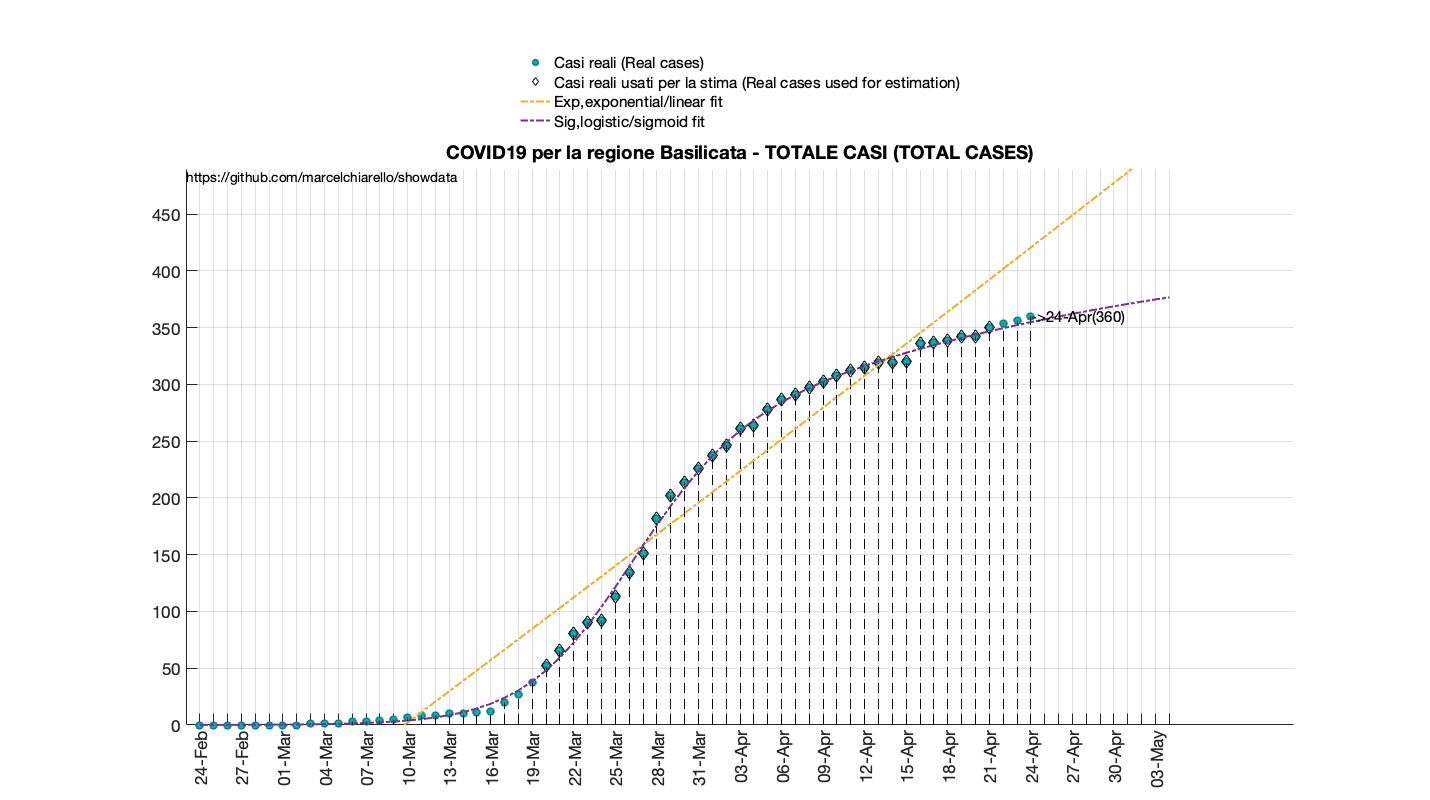 Casi reali (Real cases)
Casi reali usati per la stima (Real cases used for estimation)
Exp,exponential/linear fit
Sig,logistic/sigmoid fit
COVID19 per la regione Basilicata - TOTALE CASI (TOTAL CASES)
https://github.com/marcelchiarello/showdata
450
400
350
300
250
200
150
100
50
0
->24-Apr(360)
24-Feb
27-Feb
01-Mar
04-Mar
07-Mar
10-Mar
13-Mar
16-Mar
19-Mar
22-Mar
25-Mar
28-Mar
31-Mar
03-Apr
06-Apr
09-Apr
12-Apr
15-Apr
18-Apr
21-Apr
24-Apr
27-Apr
30-Apr
03-May